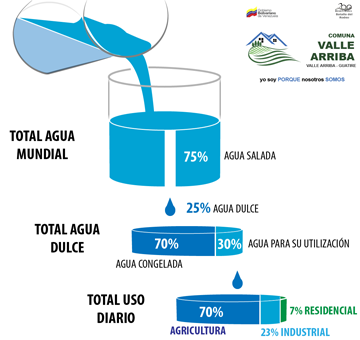 Gobierno
Bolivariano
de Venezuela
COMUNA
VALLE
ARRIBA
VALLE ARRIBA - GUATIRE
yo soy PORQUE nosotros SOMOS
TOTAL AGUA
MUNDIAL
75% AGUA SALADA
25% AGUA DULCE
TOTAL AGUA
DULCE
70% 30% AGUA PARA SU UTILIZACIÓN
AGUA CONGELADA
TOTAL USO
DIARIO
70% 7% RESIDENCIAL
AGRICULTURA 23% INDUSTRIAL